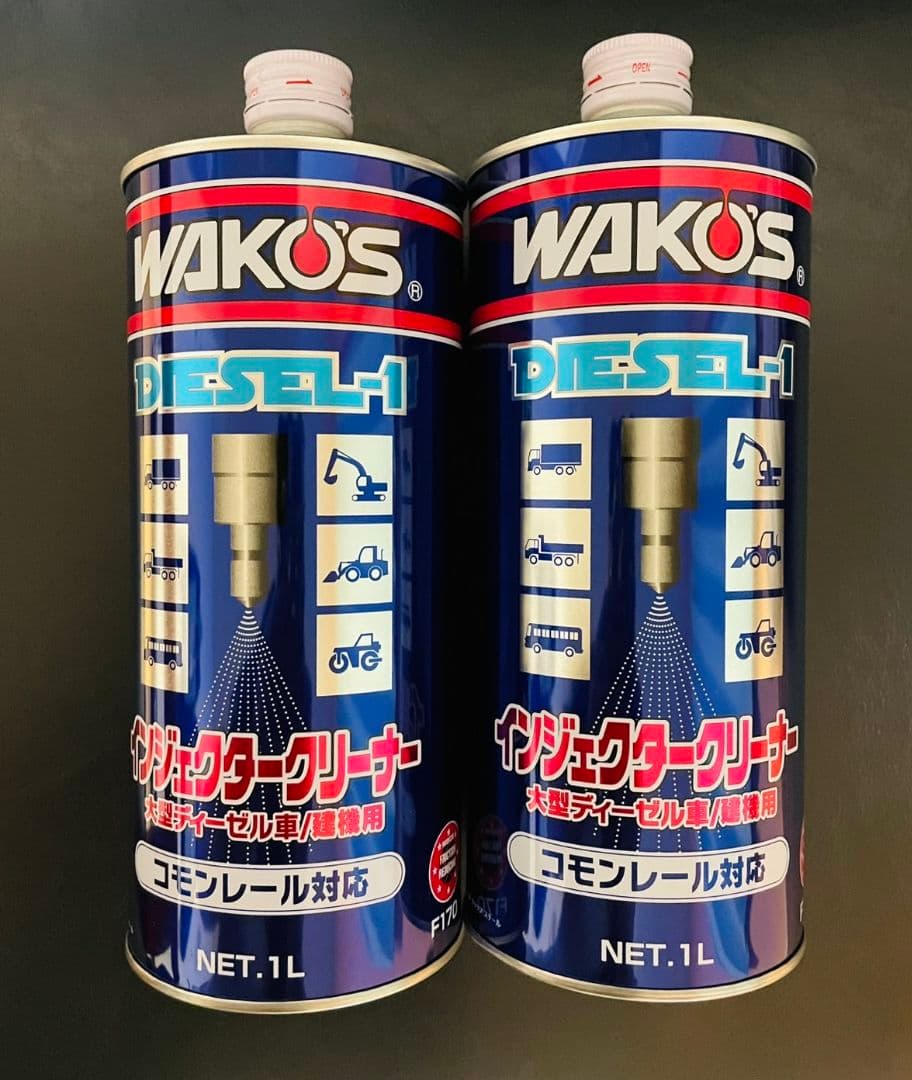 OPEN
WAKO'S®
DIESEL-1
インジェクタークリーナー
大型ディーゼル車/建機用
コモンレール対応
F170
NET.1L
OPEN
WAKO'S®
DIESEL-1
インジェクタークリーナー
大型ディーゼル車/建機用
コモンレール対応
NET.1L